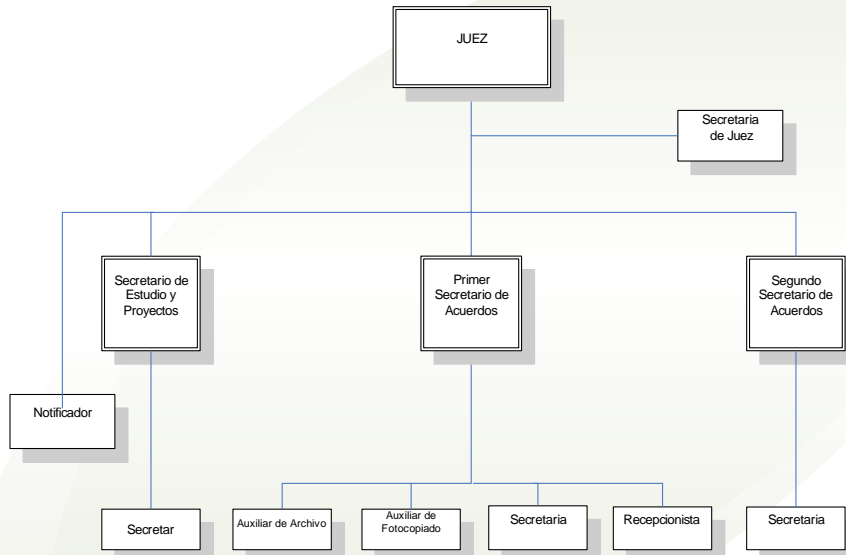 JUEZ
Secretaria
de Juez
Secretario de
Estudio y
Proyectos
Primer
Secretario de
Acuerdos
Segundo
Secretario de
Acuerdos
Notificador
Secretar
Auxiliar de Archivo
Auxiliar de
Fotocopiado
Secretaria
Recepcionista
Secretaria